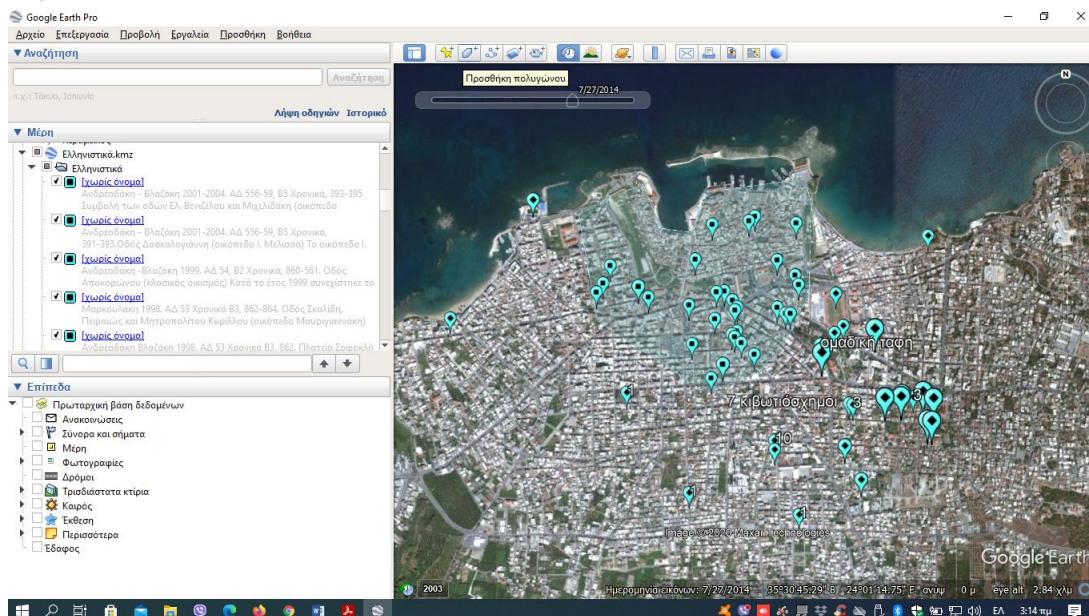 Google Earth Pro
Αρχείο Επεξεργασία Προβολή Εργαλεία Προσθήκη Βοήθεια
Αναζήτηση
Αναζήτηση
π.χ.: Τόκυο, Ιαπωνία
Λήψη οδηγιών Ιστορικό
Μέρη
Ελληνιστικά.kmz
Ελληνιστικά
[χωρίς όνομα]
Ανδρεαδάκη - Βλαζάκη 2001-2004. ΑΔ 556-59, Β5 Χρονικά, 393-395
Συμβολή των οδών Ελ. Βενιζέλου και Μιχελιδάκη (οικόπεδο
[χωρίς όνομα]
Ανδρεαδάκη - Βλαζάκη 2001-2004. ΑΔ 556-59, Β5 Χρονικά,
391-393.Οδός Δασκαλογιάννη (οικόπεδο Ι. Μελισσά) Το οικόπεδο Ι.
[χωρίς όνομα]
Ανδρεαδάκη -Βλαζάκη 1999. ΑΔ 54, Β2 Χρονικά, 860-561. Οδός
Αποκορώνου (κλασικός οικισμός) Κατά το έτος 1999 συνεχίστηκε το
[χωρίς όνομα]
Μαρκουλάκη 1998. ΑΔ 53 Χρονικά Β3, 862-864. Οδός Σκαλίδη,
Πειραιώς και Μητροπολίτου Κυρίλλου (οικόπεδο Μαυριγιαννάκη)
[χωρίς όνομα]
Ανδρεαδάκη Βλαζάκη 1998. ΑΔ 53 Χρονικά Β3, 862. Πλατεία Σοφοκλή
Επίπεδα
Πρωταρχική βάση δεδομένων
Ανακοινώσεις
Σύνορα και σήματα
Μέρη
Φωτογραφίες
Δρόμοι
Τρισδιάστατα κτίρια
Καιρός
Έκθεση
Περισσότερα
Έδαφος
Προσθήκη πολυγώνου
7/27/2014
N
ομαδική ταφή
1
7 κιβωτιόσχημοι
3
3
10
1
1
Image © 2020 Maxar Technologies
Google Earth
2003
Ημερομηνία εικόνων: 7/27/2014 35°30'45.29" Β 24°01'14.75" Ε ανύψ 0 μ eye alt 2.84 χλμ
ΕΛ 3:14 πμ